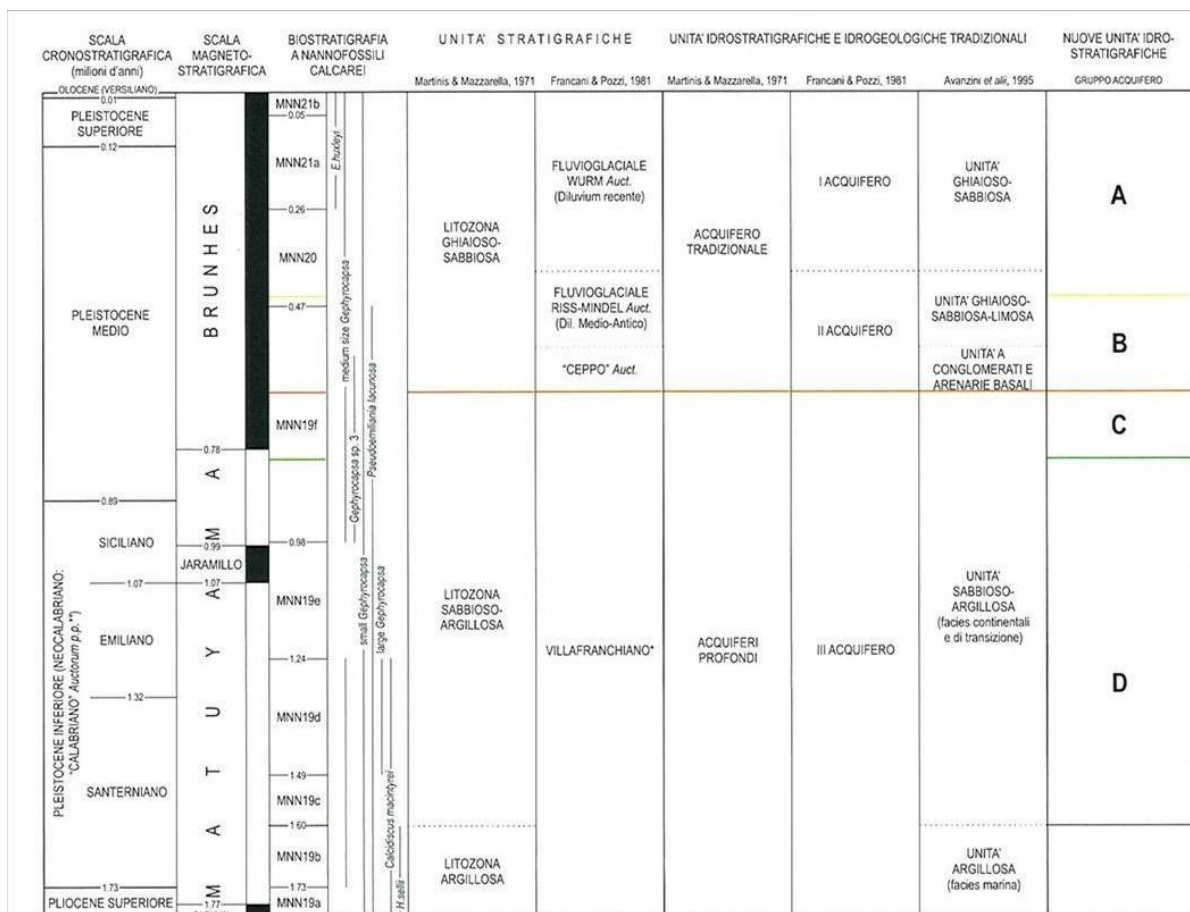 SCALA
CRONOSTRATIGRAFICA
(milioni d'anni)
SCALA
MAGNETO-
STRATIGRAFICA
BIOSTRATIGRAFIA
A NANNOFOSSILI
CALCAREI
UNITA' STRATIGRAFICHE
UNITA' IDROSTRATIGRAFICHE E IDROGEOLOGICHE TRADIZIONALI
NUOVE UNITA' IDRO-
STRATIGRAFICHE
Martinis & Mazzarella, 1971
Francani & Pozzi, 1981
Martinis & Mazzarella, 1971
Francani & Pozzi, 1981
Avanzini et alii, 1995
GRUPPO ACQUIFERO
OLOCENE (VERSILIANO)
0.01
PLEISTOCENE
SUPERIORE
0.12
PLEISTOCENE
MEDIO
0.89
PLEISTOCENE INFERIORE (NEOCALABRIANO:
"CALABRIANO" Auctorum p.p.**)
SICILIANO
1.07
EMILIANO
1.32
SANTERNIANO
1.73
PLIOCENE SUPERIORE
BRUNHES
0.78
MATUYAMA
0.99
JARAMILLO
1.07
M
1.77
MNN21b
0.05
MNN21a
0.26
MNN20
0.47
MNN19f
0.98
MNN19e
1.24
MNN19d
1.49
MNN19c
1.60
MNN19b
1.73
MNN19a
E.huxleyi
medium size Gephyrocapsa
Gephyrocapsa sp. 3
small Gephyrocapsa
Pseudoemiliania lacunosa
large Gephyrocapsa
Calcidiscus macintyrei
H.sellii
LITOZONA
GHIAIOSO-
SABBIOSA
LITOZONA
SABBIOSO-
ARGILLOSA
LITOZONA
ARGILLOSA
FLUVIOGLACIALE
WURM Auct.
(Diluvium recente)
FLUVIOGLACIALE
RISS-MINDEL Auct.
(Dil. Medio-Antico)
"CEPPO" Auct.
VILLAFRANCHIANO*
ACQUIFERO
TRADIZIONALE
ACQUIFERI
PROFONDI
I ACQUIFERO
II ACQUIFERO
III ACQUIFERO
UNITA'
GHIAIOSO-
SABBIOSA
UNITA' GHIAIOSO-
SABBIOSA-LIMOSA
UNITA' A
CONGLOMERATI E
ARENARIE BASALI
UNITA'
SABBIOSO-
ARGILLOSA
(facies continentali
e di transizione)
UNITA'
ARGILLOSA
(facies marina)
A
B
C
D